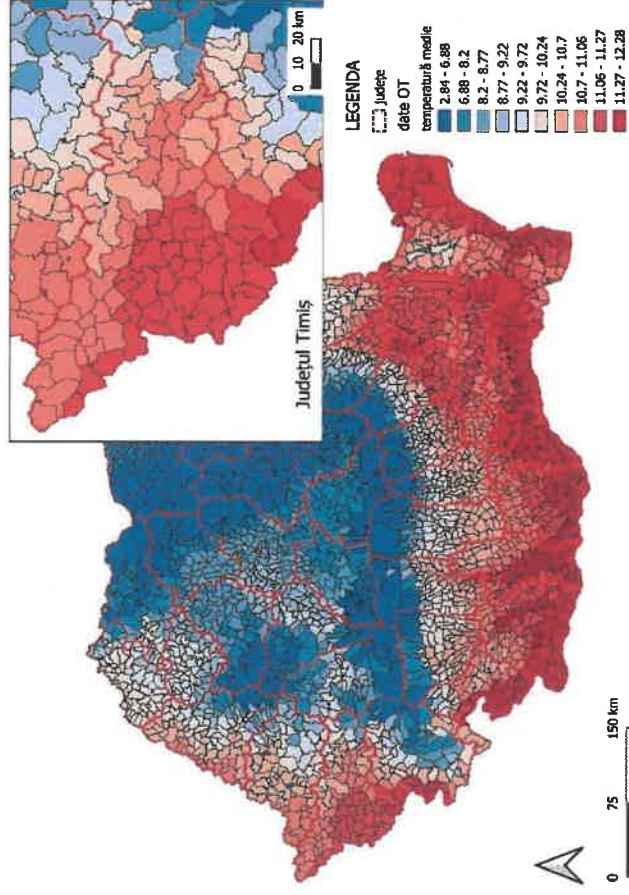 Județul Timiș
0 10 20 km
LEGENDA
județe
date OT
temperatură medie
2.84 - 6.88
6.88 - 8.2
8.2 - 8.77
8.77 - 9.22
9.22 - 9.72
9.72 - 10.24
10.24 - 10.7
10.7 - 11.06
11.06 - 11.27
11.27 - 12.28
0 75 150 km